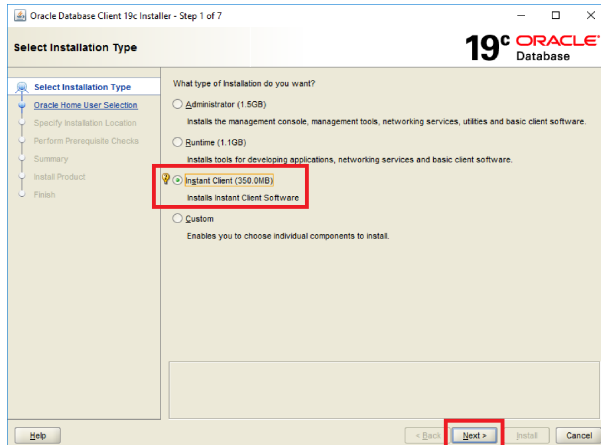 Oracle Database Client 19c Installer - Step 1 of 7
Select Installation Type
19c ORACLE
Database
Select Installation Type
Oracle Home User Selection
Specify Installation Location
Perform Prerequisite Checks
Summary
Install Product
Finish
What type of Installation do you want?
Administrator (1.5GB)
Installs the management console, management tools, networking services, utilities and basic client software.
Runtime (1.1GB)
Installs tools for developing applications, networking services and basic client software.
Instant Client (350.0MB)
Installs Instant Client Software
Custom
Enables you to choose individual components to install.
Help
< Back
Next >
Install
Cancel